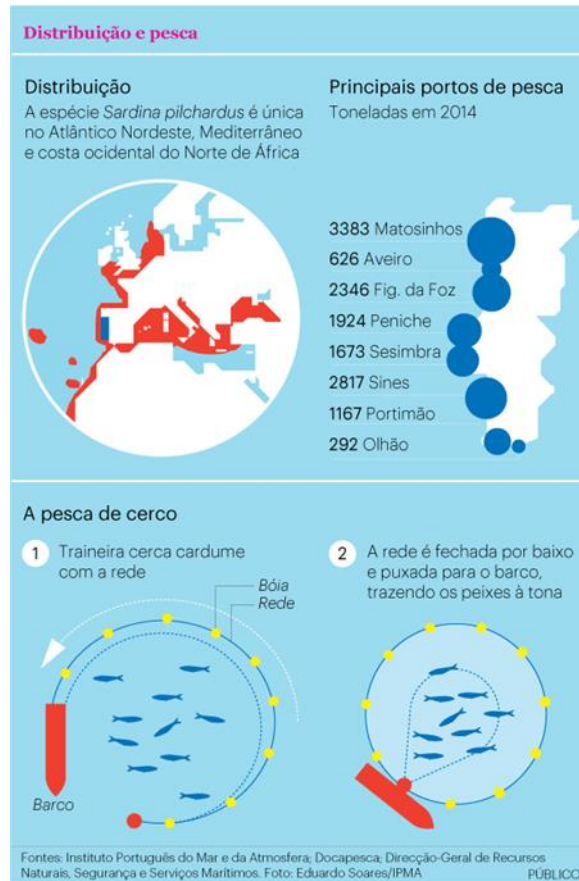 Distribuição e pesca
Distribuição
A espécie Sardina pilchardus é única
no Atlântico Nordeste, Mediterrâneo
e costa ocidental do Norte de África
Principais portos de pesca
Toneladas em 2014
3383 Matosinhos
626 Aveiro
2346 Fig. da Foz
1924 Peniche
1673 Sesimbra
2817 Sines
1167 Portimão
292 Olhão
A pesca de cerco
1 Traineira cerca cardume
com a rede
Bóia
Rede
Barco
2 A rede é fechada por baixo
e puxada para o barco,
trazendo os peixes à tona
Fontes: Instituto Português do Mar e da Atmosfera; Docapesca; Direcção-Geral de Recursos
Naturais, Segurança e Serviços Marítimos. Foto: Eduardo Soares/IPMA
PÚBLICO